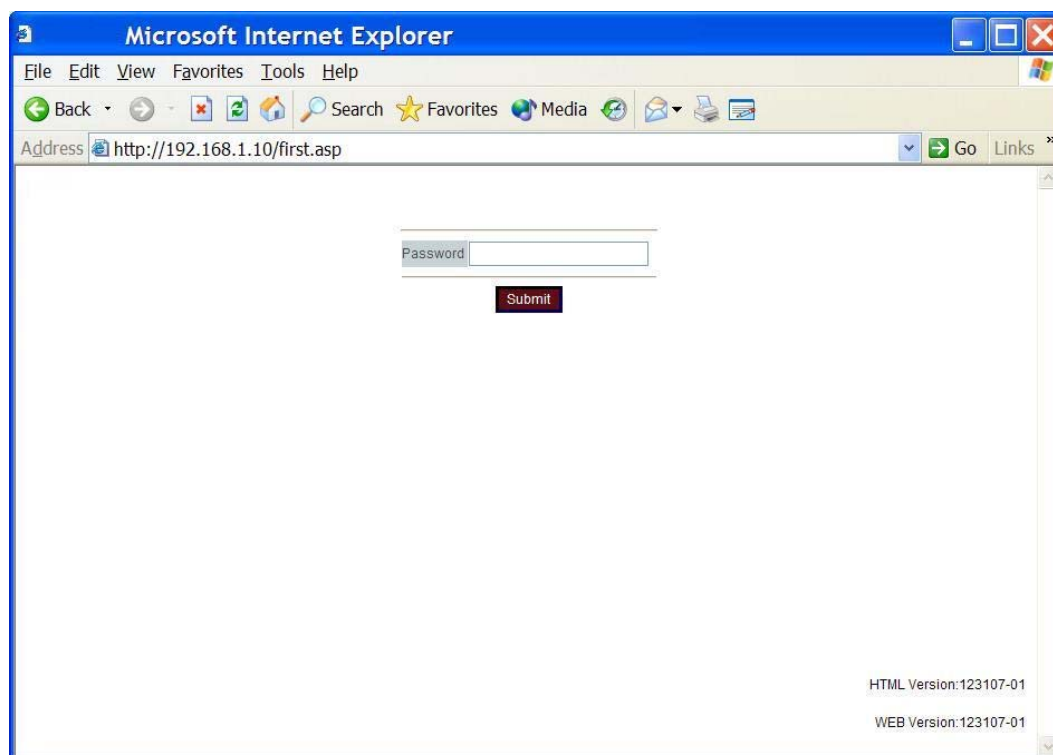 Microsoft Internet Explorer
File Edit View Favorites Tools Help
Back Search Favorites Media
Address http://192.168.1.10/first.asp Go Links »
Password
Submit
HTML Version:123107-01
WEB Version:123107-01